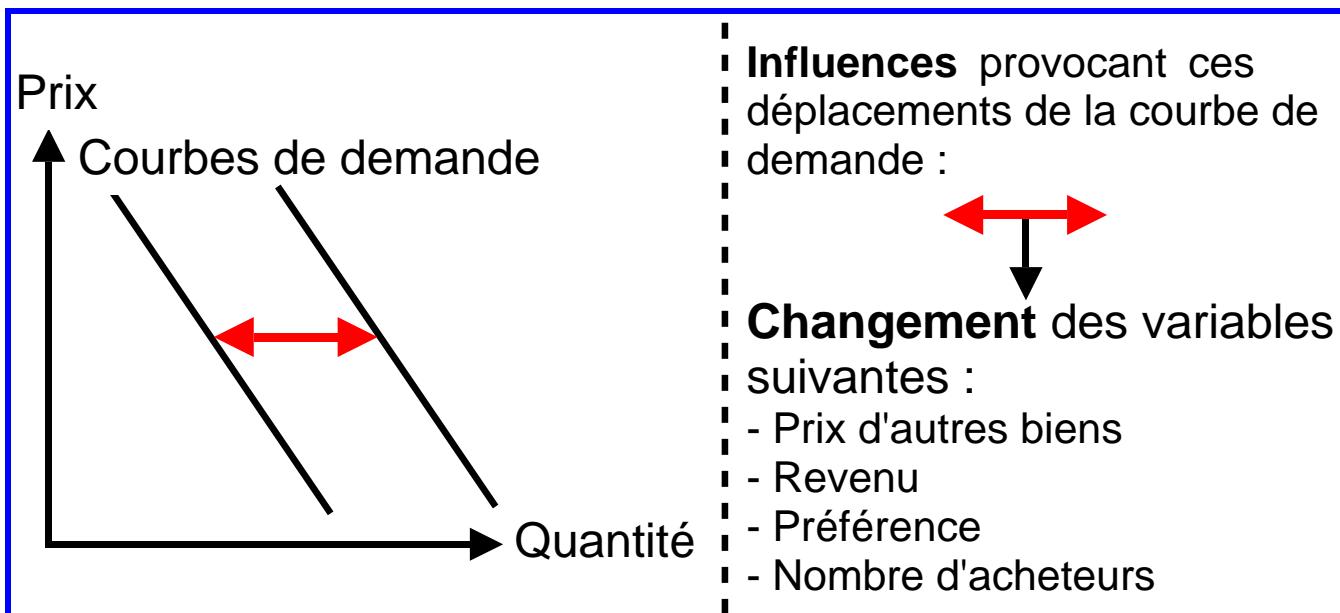 Prix
Courbes de demande
Quantité
Influences provocant ces
déplacements de la courbe de
demande :
Changement des variables
suivantes :
- Prix d'autres biens
- Revenu
- Préférence
- Nombre d'acheteurs